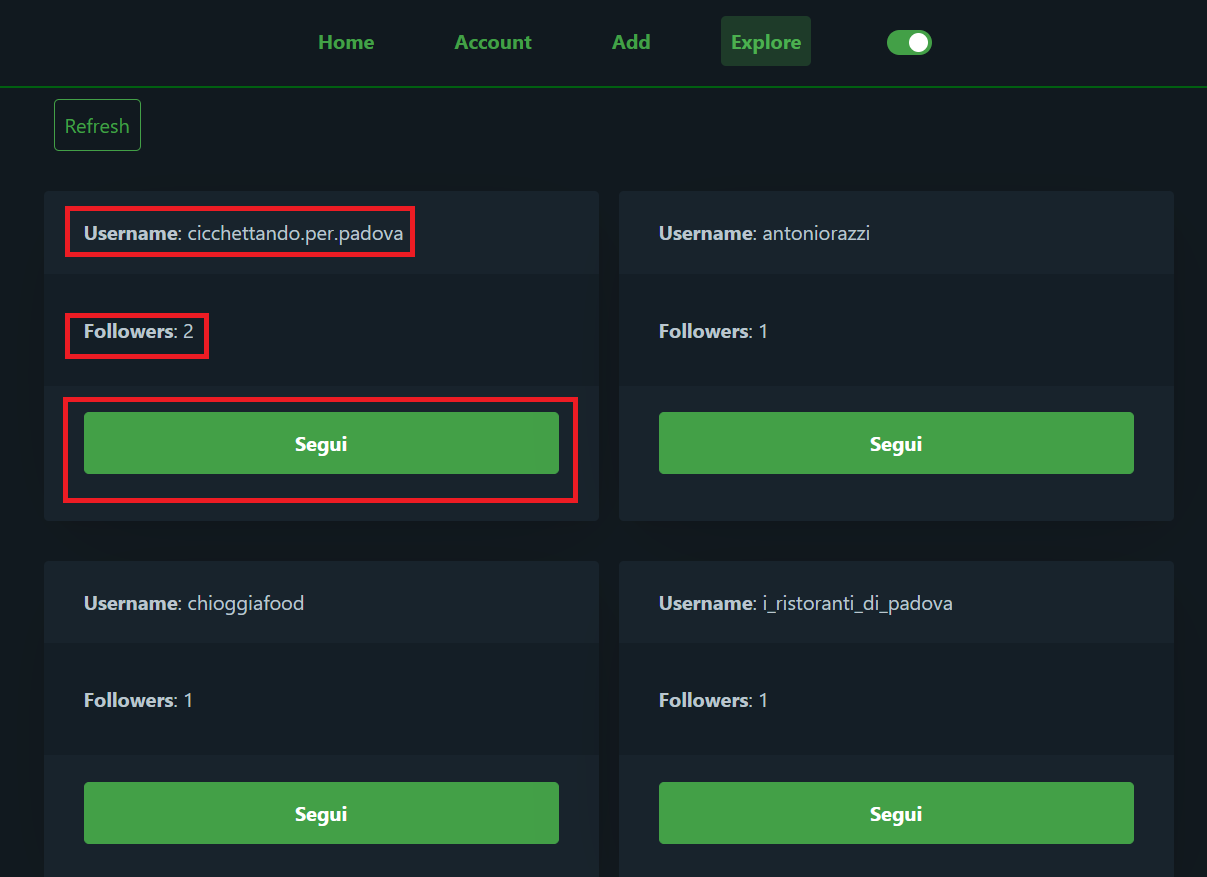 Home Account Add Explore
Refresh
Username: cicchettando.per.padova
Followers: 2
Segui
Username: antoniorazzi
Followers: 1
Segui
Username: chioggiafood
Followers: 1
Segui
Username: i_ristoranti_di_padova
Followers: 1
Segui